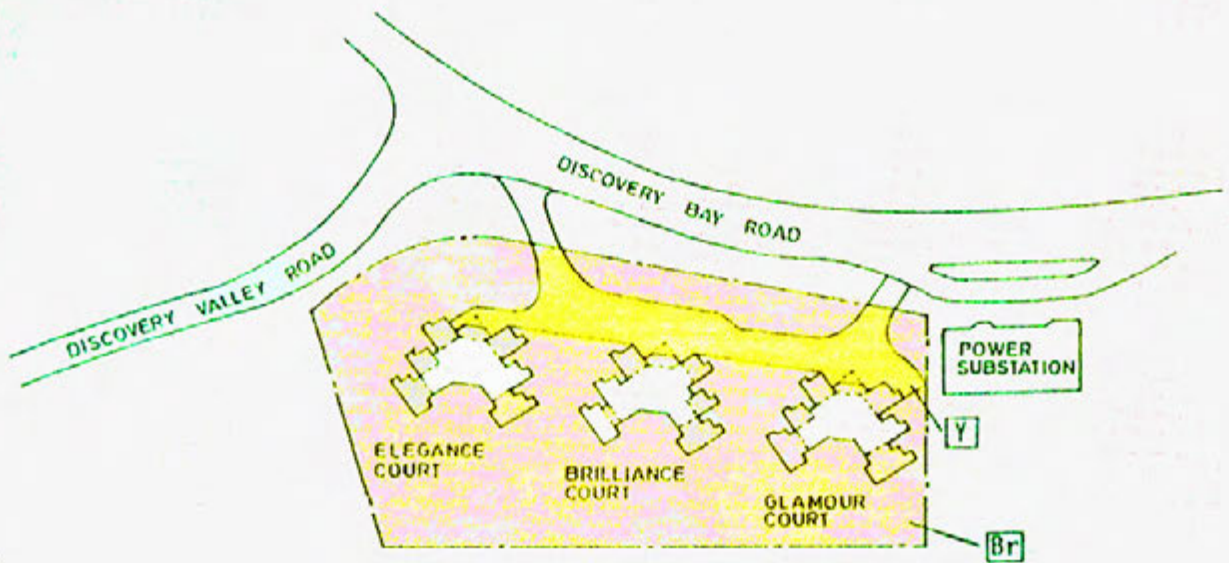 DISCOVERY BAY ROAD
DISCOVERY VALLEY ROAD
POWER
SUBSTATION
Y
ELEGANCE
COURT
BRILLIANCE
COURT
GLAMOUR
COURT
Br